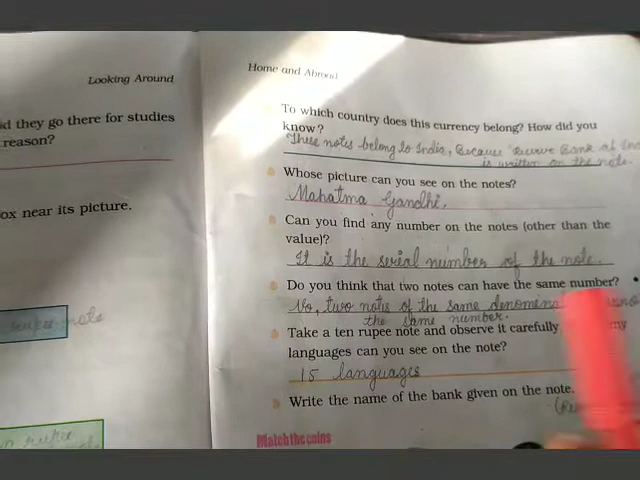 Looking Around
id they go there for studies
reason?
ox near its picture.
rupee note
rupee
Home and Abroad
To which country does this currency belong? How did you
know?
These notes belong to India, Because Reserve Bank of
is written on the note.
Whose picture can you see on the notes?
Mahatma Gandhi.
Can you find any number on the notes (other than the
value)?
It is the serial number of the note.
Do you think that two notes can have the same number?
No, two notes of the same
the same number.
Take a ten rupee note and observe it carefully
languages can you see on the note?
15 languages
Write the name of the bank given on the note.
Match the coins